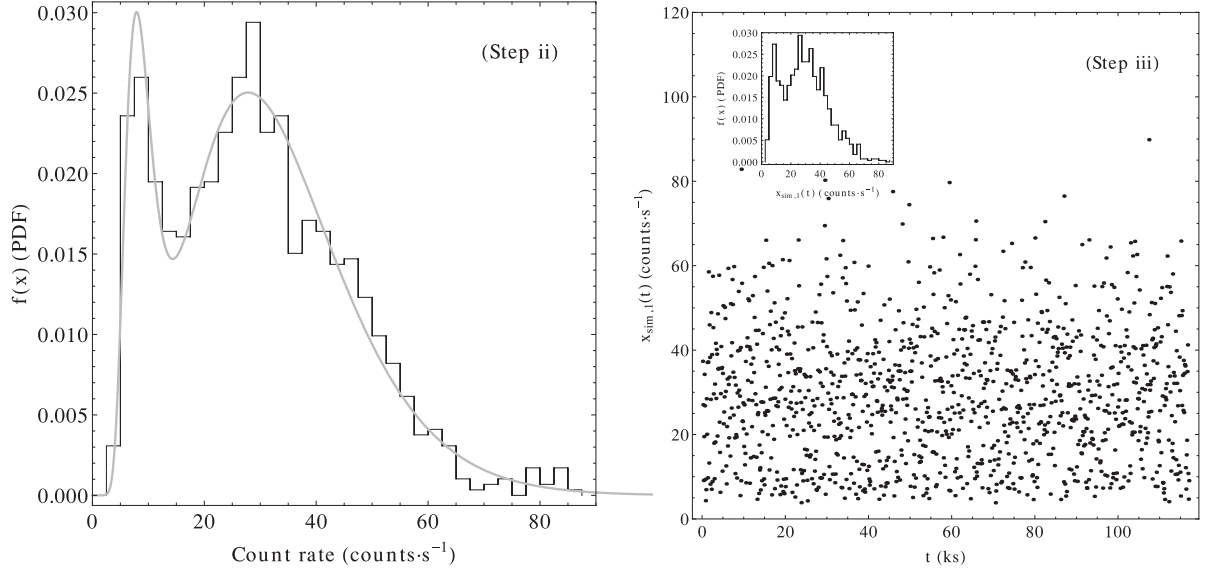 (Step ii)
f(x) (PDF)
0.030
0.025
0.020
0.015
0.010
0.005
0.000
0 20 40 60 80
Count rate (counts·s⁻¹)
(Step iii)
x_sim,1(t) (counts·s⁻¹)
120
100
80
60
40
20
0
0 20 40 60 80 100
t (ks)
f(x) (PDF)
0.030
0.025
0.020
0.015
0.010
0.005
0.000
0 20 40 60 80
x_sim,1(t) (counts·s⁻¹)